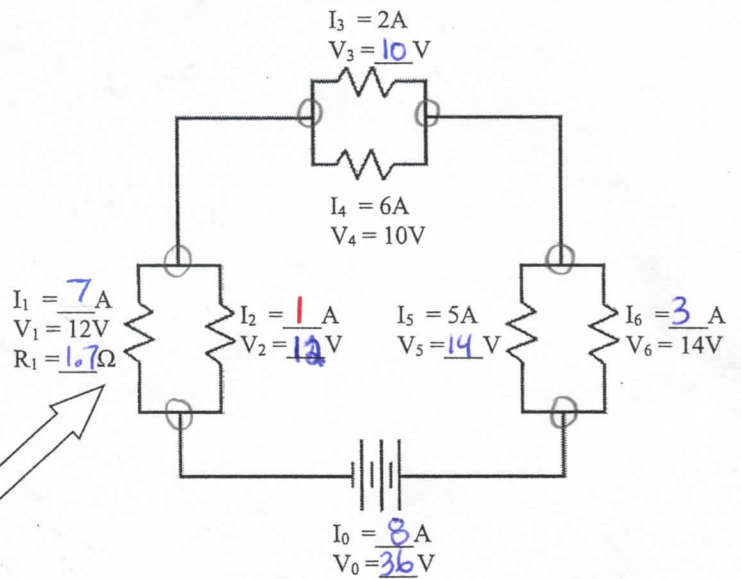 I₃ = 2A
V₃ = 10 V
I₄ = 6A
V₄ = 10V
I₁ = 7 A
V₁ = 12V
R₁ = 1.7 Ω
I₂ = 1 A
V₂ = 12 V
I₅ = 5A
V₅ = 14 V
I₆ = 3 A
V₆ = 14V
I₀ = 8 A
V₀ = 36 V